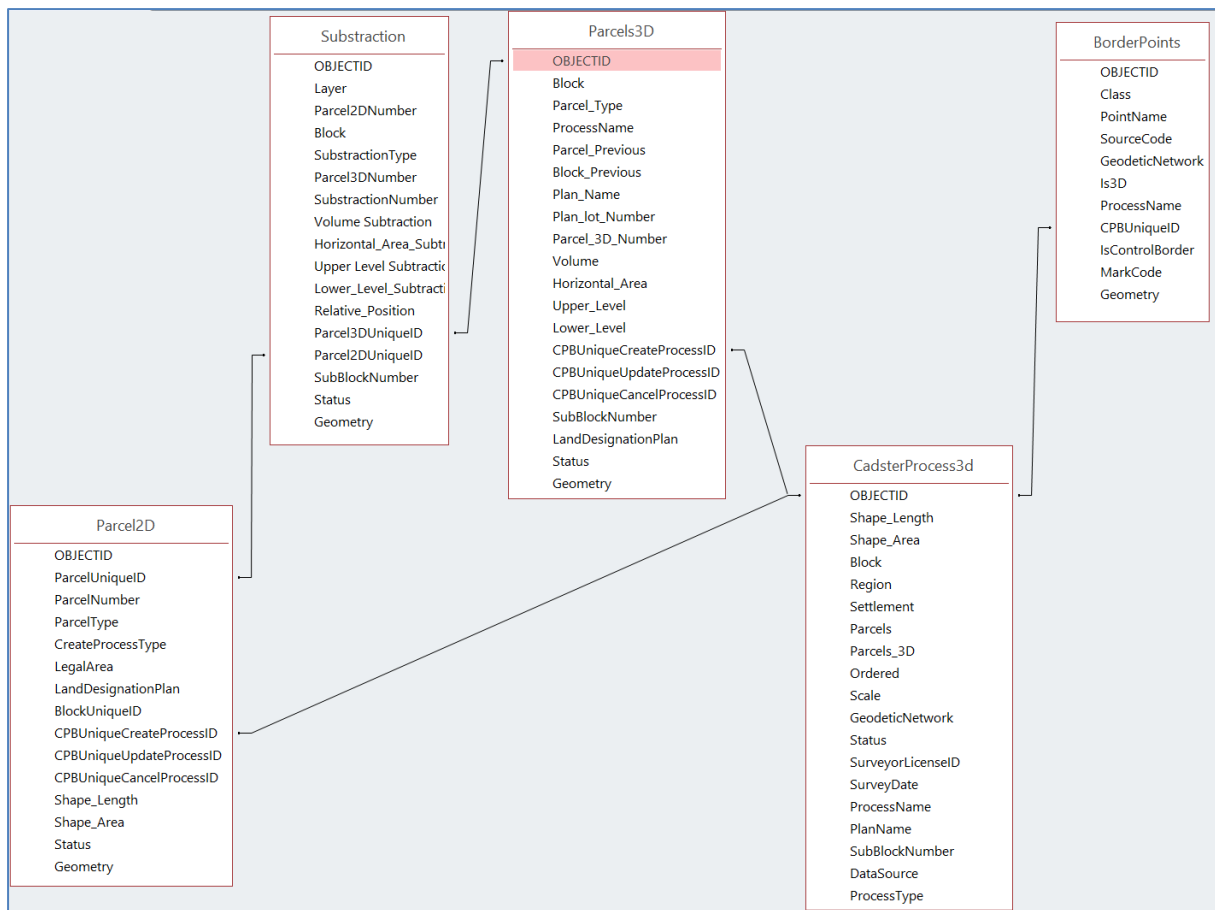 Substraction
OBJECTID
Layer
Parcel2DNumber
Block
SubstractionType
Parcel3DNumber
SubstractionNumber
Volume Subtraction
Horizontal_Area_Subtr
Upper Level Subtractic
Lower_Level_Subtracti
Relative_Position
Parcel3DUniqueID
Parcel2DUniqueID
SubBlockNumber
Status
Geometry
Parcels3D
OBJECTID
Block
Parcel_Type
ProcessName
Parcel_Previous
Block_Previous
Plan_Name
Plan_lot_Number
Parcel_3D_Number
Volume
Horizontal_Area
Upper_Level
Lower_Level
CPBUniqueCreateProcessID
CPBUniqueUpdateProcessID
CPBUniqueCancelProcessID
SubBlockNumber
LandDesignationPlan
Status
Geometry
BorderPoints
OBJECTID
Class
PointName
SourceCode
GeodeticNetwork
Is3D
ProcessName
CPBUniqueID
IsControlBorder
MarkCode
Geometry
Parcel2D
OBJECTID
ParcelUniqueID
ParcelNumber
ParcelType
CreateProcessType
LegalArea
LandDesignationPlan
BlockUniqueID
CPBUniqueCreateProcessID
CPBUniqueUpdateProcessID
CPBUniqueCancelProcessID
Shape_Length
Shape_Area
Status
Geometry
CadsterProcess3d
OBJECTID
Shape_Length
Shape_Area
Block
Region
Settlement
Parcels
Parcels_3D
Ordered
Scale
GeodeticNetwork
Status
SurveyorLicenseID
SurveyDate
ProcessName
PlanName
SubBlockNumber
DataSource
ProcessType